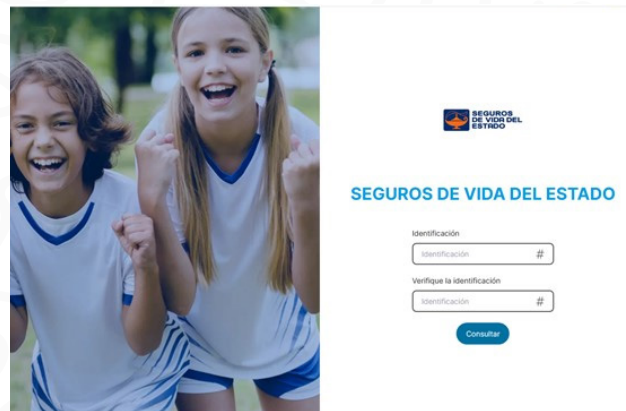 SEGUROS
DE VIDA DEL
ESTADO
SEGUROS DE VIDA DEL ESTADO
Identificación
Identificación #
Verifique la identificación
Identificación #
Consultar